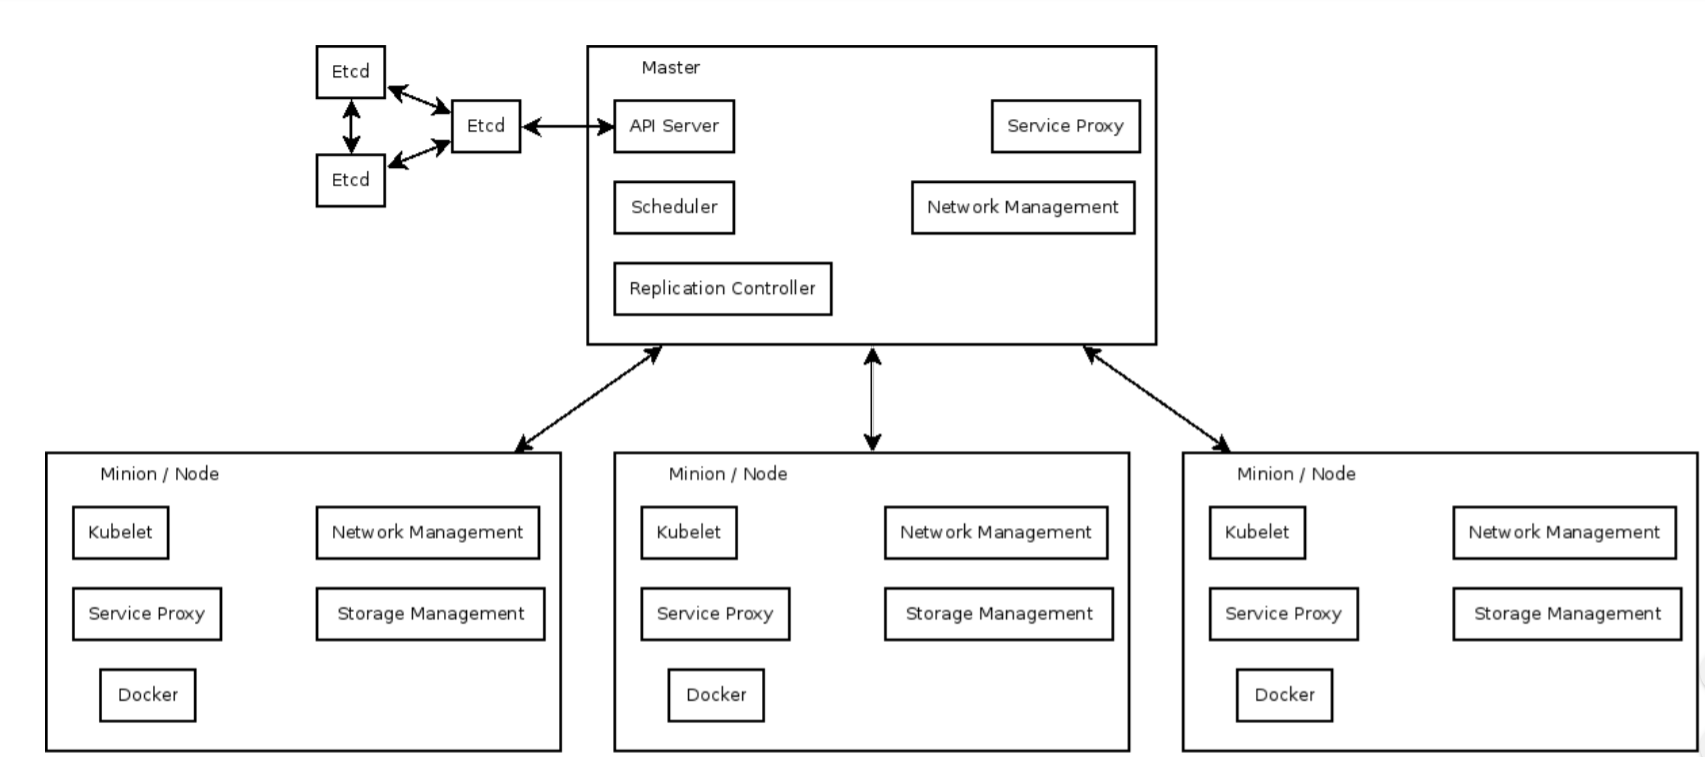 Etcd
Etcd
Etcd
Master
API Server
Service Proxy
Scheduler
Network Management
Replication Controller
Minion / Node
Kubelet
Network Management
Service Proxy
Storage Management
Docker
Minion / Node
Kubelet
Network Management
Service Proxy
Storage Management
Docker
Minion / Node
Kubelet
Network Management
Service Proxy
Storage Management
Docker